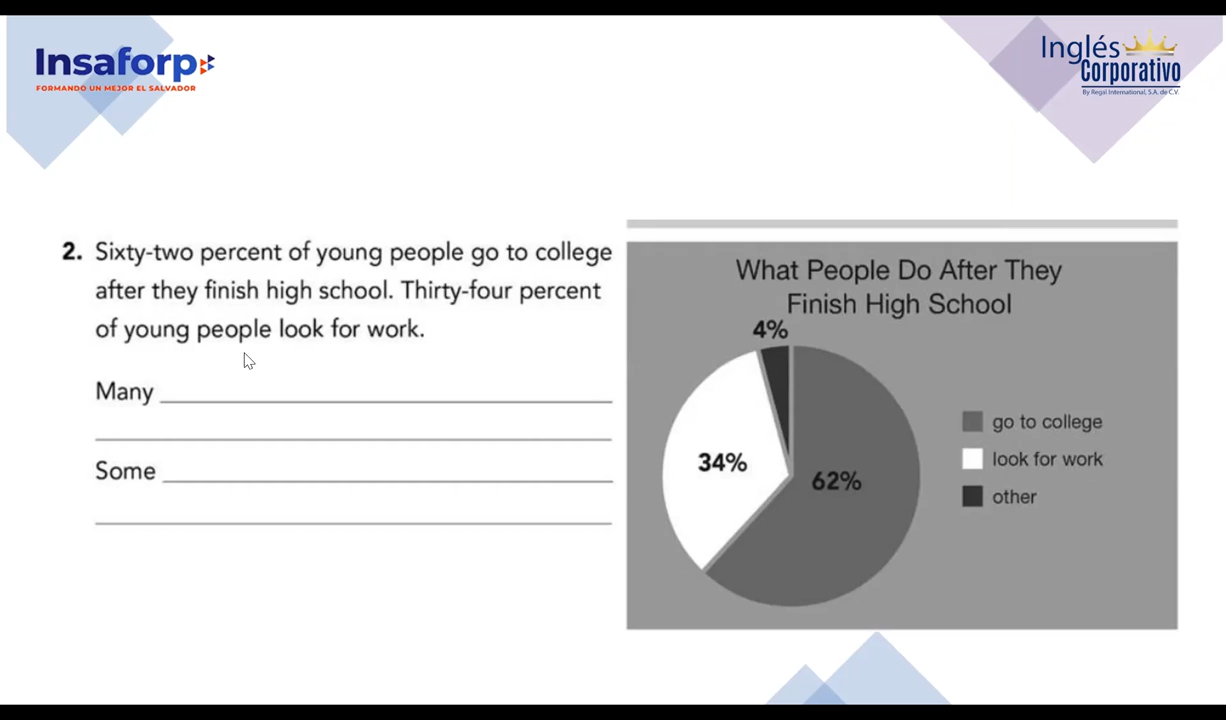 Insaforp
FORMANDO UN MEJOR EL SALVADOR
Inglés
Corporativo
By Regal International, S.A. de C.V.
2. Sixty-two percent of young people go to college
after they finish high school. Thirty-four percent
of young people look for work.
Many
Some
What People Do After They
Finish High School
4%
34%
62%
go to college
look for work
other